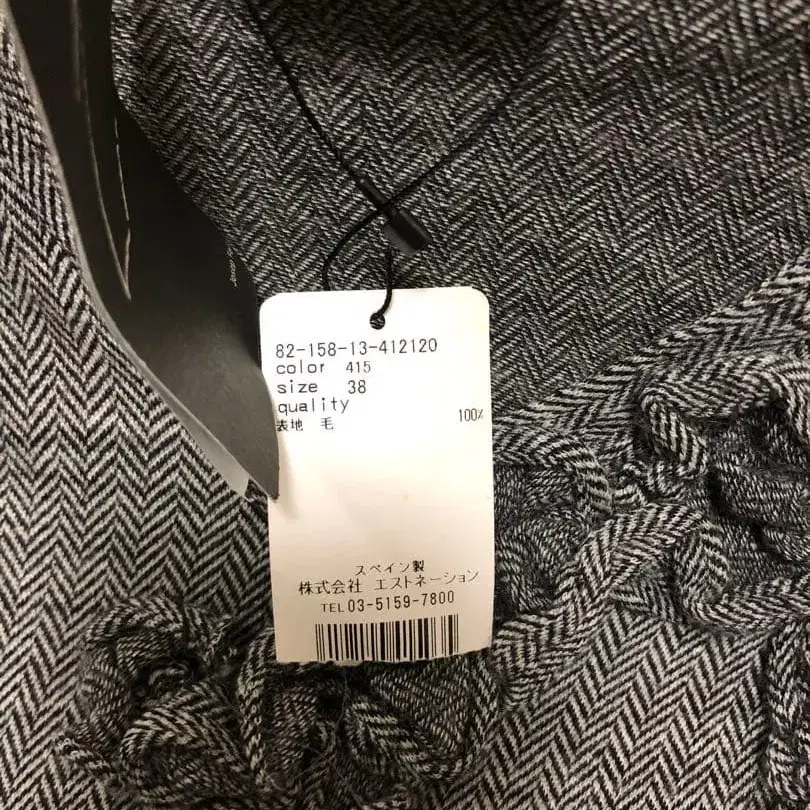 82-158-13-412120
color 415
size 38
quality
表地 毛 100%
スペイン製
株式会社 エストネーション
TEL 03-5159-7800